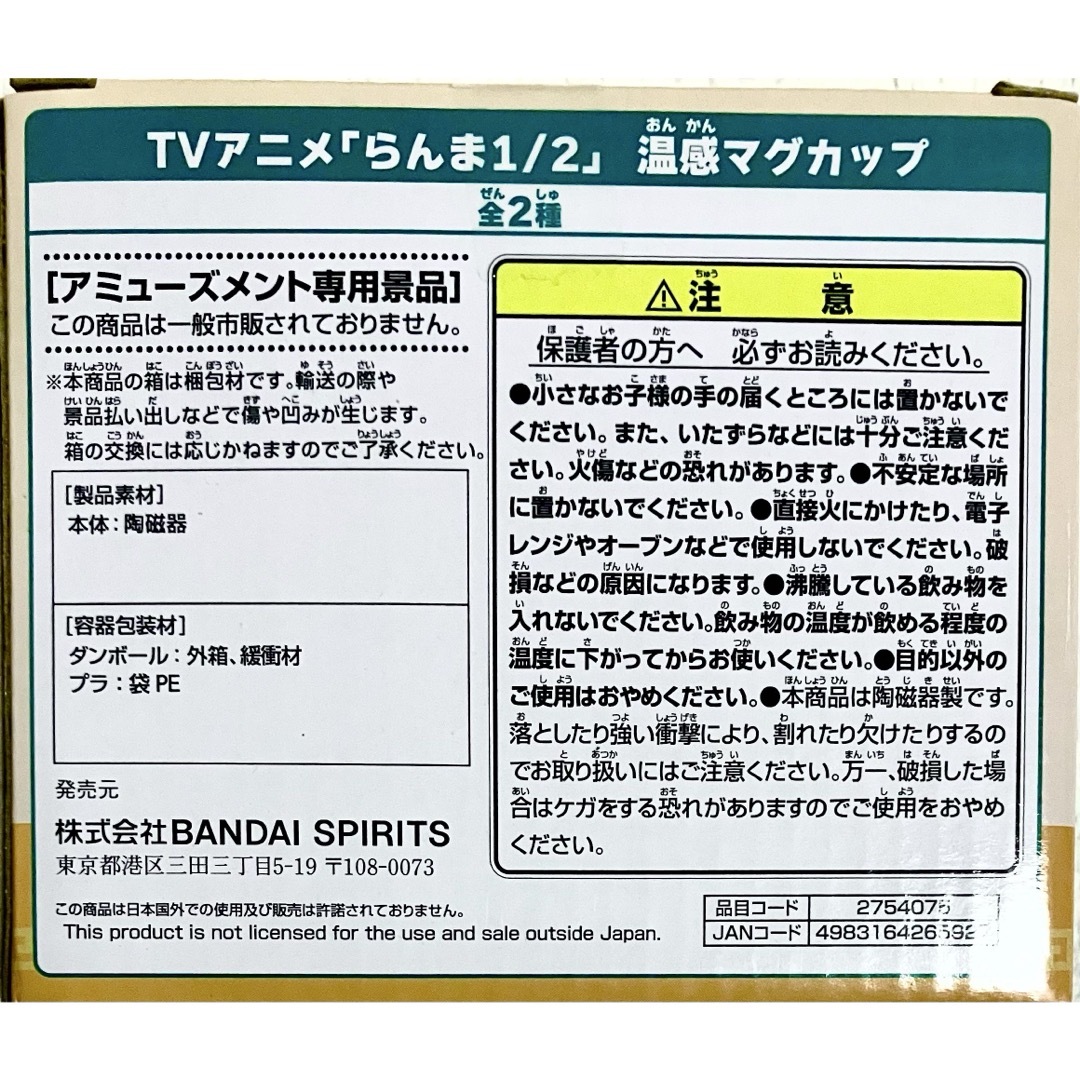 TVアニメ「らんま1/2」 温感マグカップ
全2種
[アミューズメント専用景品]
この商品は一般市販されておりません。
※本商品の箱は梱包材です。輸送の際や
景品払い出しなどで傷や凹みが生じます。
箱の交換には応じかねますのでご了承ください。
[製品素材]
本体：陶磁器
[容器包装材]
ダンボール：外箱、緩衝材
プラ：袋 PE
発売元
株式会社BANDAI SPIRITS
東京都港区三田三丁目5-19 〒108-0073
この商品は日本国外での使用及び販売は許諾されておりません。
This product is not licensed for the use and sale outside Japan.
⚠注意
保護者の方へ 必ずお読みください。
●小さなお子様の手の届くところには置かないで
ください。また、いたずらなどには十分ご注意くだ
さい。火傷などの恐れがあります。●不安定な場所
に置かないでください。●直接火にかけたり、電子
レンジやオーブンなどで使用しないでください。破
損などの原因になります。●沸騰している飲み物を
入れないでください。飲み物の温度が飲める程度の
温度に下がってからお使いください。●目的以外の
ご使用はおやめください。●本商品は陶磁器製です。
落としたり強い衝撃により、割れたり欠けたりするの
でお取り扱いにはご注意ください。万一、破損した場
合はケガをする恐れがありますのでご使用をおやめ
ください。
品目コード
JANコード